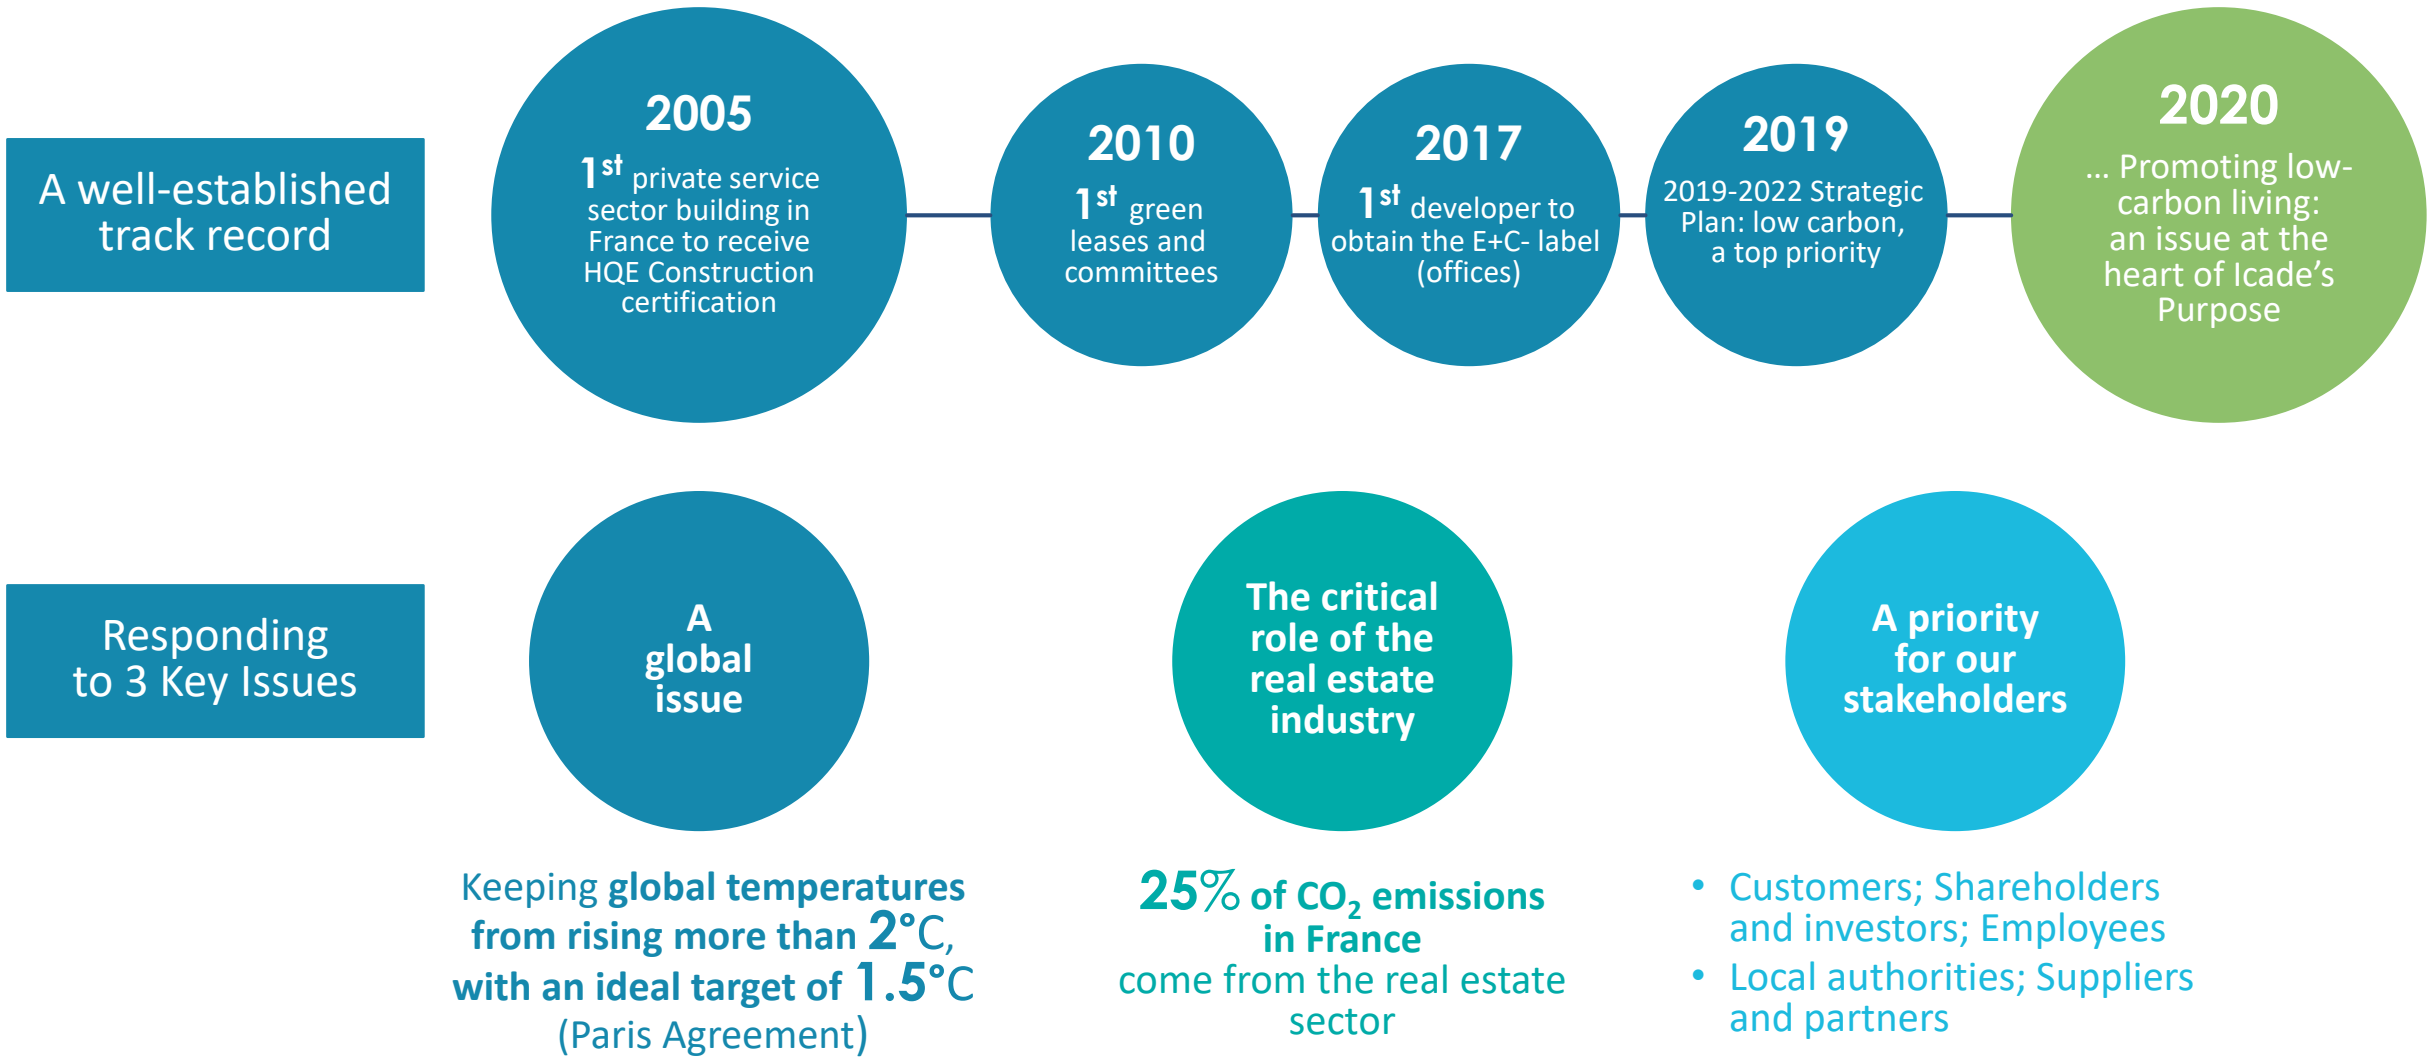 A well-established
track record
2005
1st private service
sector building in
France to receive
HQE Construction
certification
2010
1st green
leases and
committees
2017
1st developer to
obtain the E+C- label
(offices)
2019
2019-2022 Strategic
Plan: low carbon,
a top priority
2020
... Promoting low-
carbon living:
an issue at the
heart of Icade’s
Purpose
Responding
to 3 Key Issues
A
global
issue
Keeping global temperatures
from rising more than 2°C,
with an ideal target of 1.5°C
(Paris Agreement)
The critical
role of the
real estate
industry
25% of CO₂ emissions
in France
come from the real estate
sector
A priority
for our
stakeholders
• Customers; Shareholders
and investors; Employees
• Local authorities; Suppliers
and partners